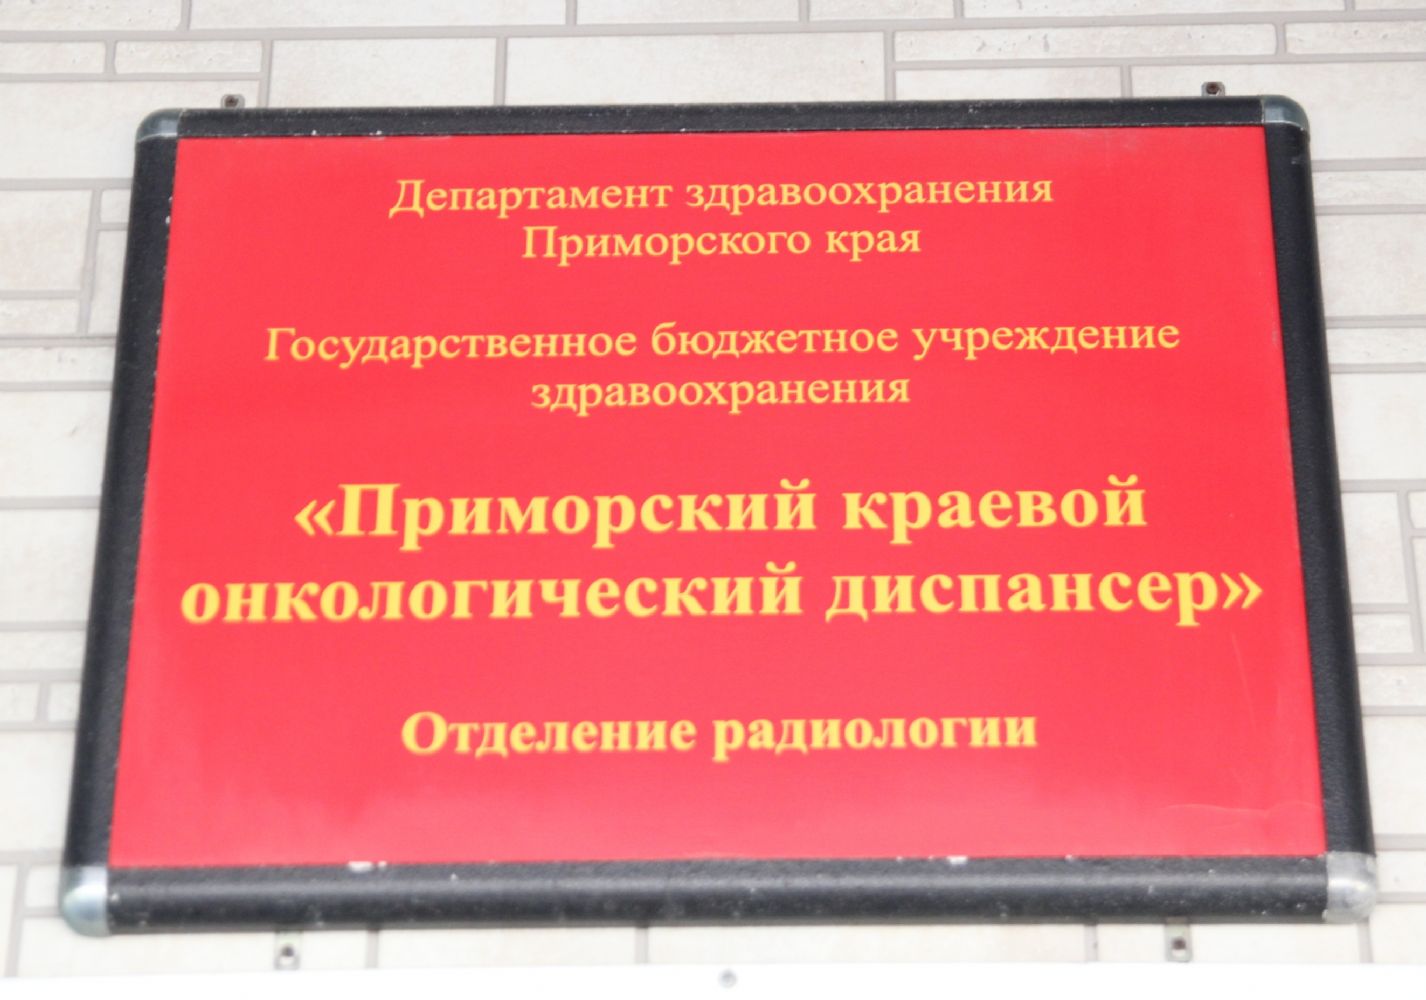 Департамент здравоохранения
Приморского края
Государственное бюджетное учреждение
здравоохранения
«Приморский краевой
онкологический диспансер»
Отделение радиологии